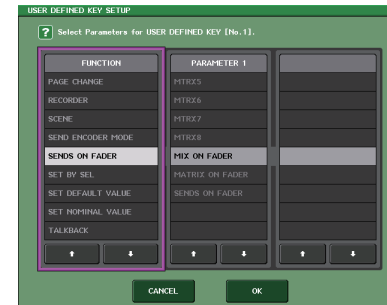 USER DEFINED KEY SETUP
? Select Parameters for USER DEFINED KEY [No.1].
FUNCTION
PAGE CHANGE
RECORDER
SCENE
SEND ENCODER MODE
SENDS ON FADER
SET BY SEL
SET DEFAULT VALUE
SET NOMINAL VALUE
TALKBACK
PARAMETER 1
MTRX5
MTRX6
MTRX7
MTRX8
MIX ON FADER
MATRIX ON FADER
SENDS ON FADER
CANCEL
OK